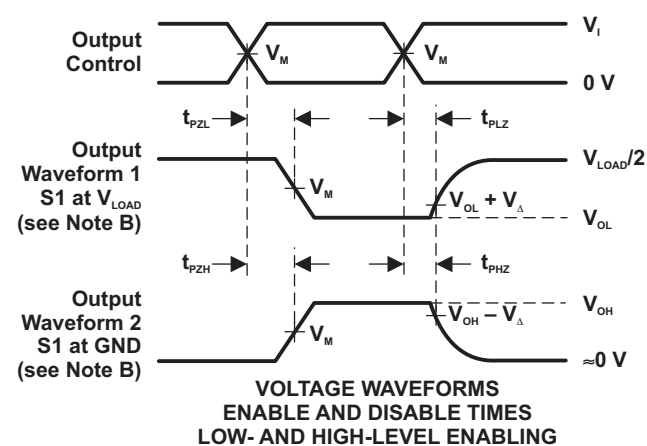 Output
Control
V_M
V_M
V_I
0 V
t_PZL
t_PLZ
Output
Waveform 1
S1 at V_LOAD
(see Note B)
V_M
V_OL + V_Δ
V_LOAD/2
V_OL
t_PZH
t_PHZ
Output
Waveform 2
S1 at GND
(see Note B)
V_M
V_OH – V_Δ
V_OH
≈0 V
VOLTAGE WAVEFORMS
ENABLE AND DISABLE TIMES
LOW- AND HIGH-LEVEL ENABLING